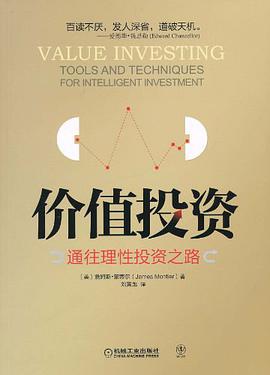 百读不厌，发人深省，道破天机。
——爱德华·钱塞勒（Edward Chancellor）
VALUE INVESTING
TOOLS AND TECHNIQUES
FOR INTELLIGENT INVESTMENT
价值投资
通往理性投资之路
（美）詹姆斯·蒙蒂尔（James Montier）著
刘寅龙 译
机械工业出版社
CHINA MACHINE PRESS